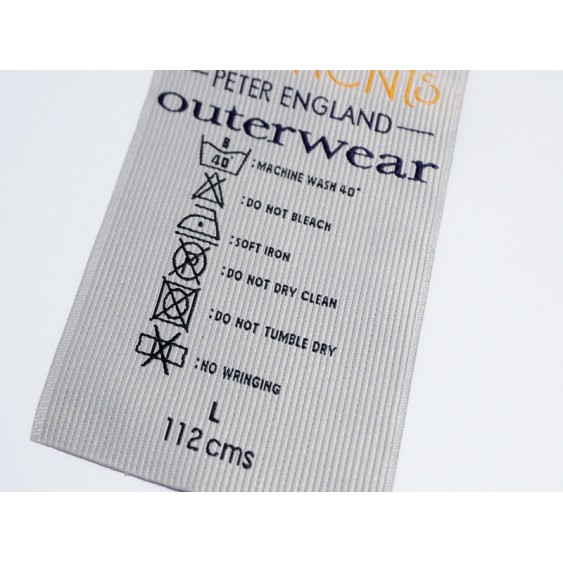 PETER ENGLAND
outerwear
B
40° :MACHINE WASH 40°
:DO NOT BLEACH
:SOFT IRON
:DO NOT DRY CLEAN
:DO NOT TUMBLE DRY
:NO WRINGING
L
112 cms